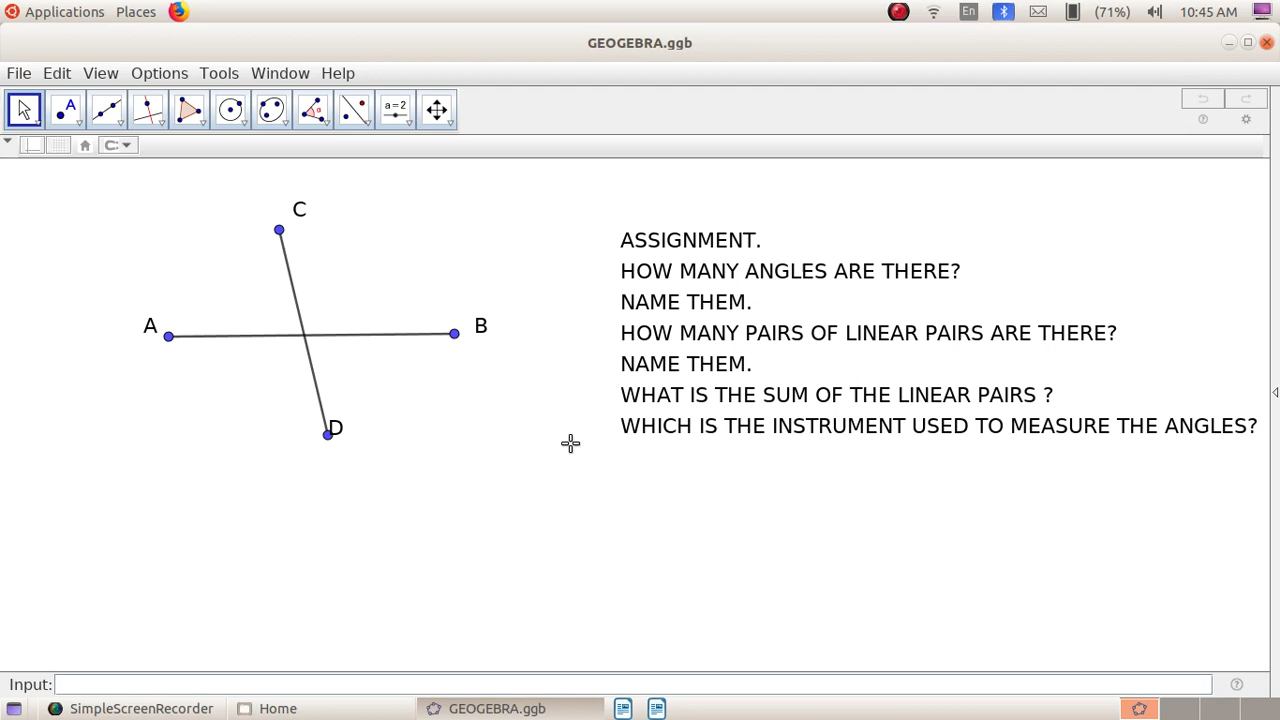 Applications Places En (71%) 10:45 AM
GEOGEBRA.ggb
File Edit View Options Tools Window Help
A α a=2
C
A
B
D
ASSIGNMENT.
HOW MANY ANGLES ARE THERE?
NAME THEM.
HOW MANY PAIRS OF LINEAR PAIRS ARE THERE?
NAME THEM.
WHAT IS THE SUM OF THE LINEAR PAIRS ?
WHICH IS THE INSTRUMENT USED TO MEASURE THE ANGLES?
Input:
SimpleScreenRecorder Home GEOGEBRA.ggb